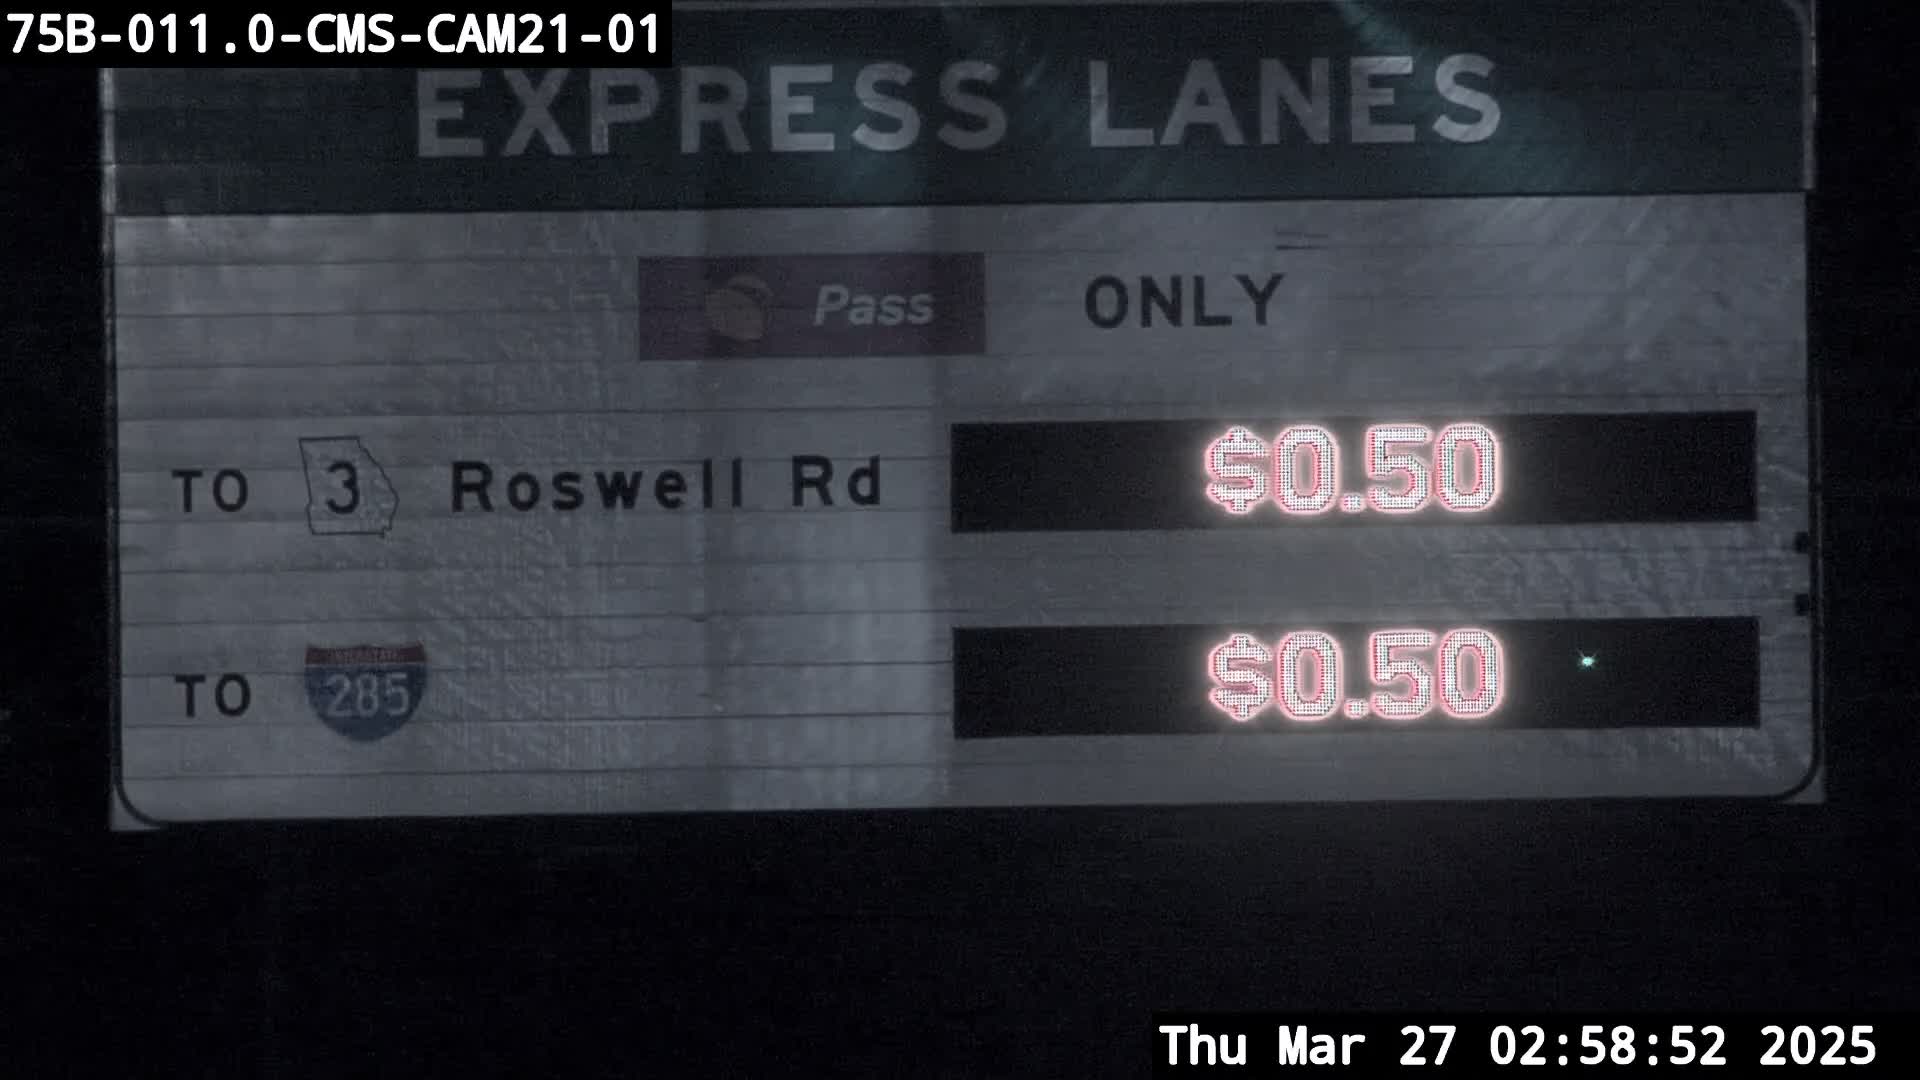 75B-011.0-CMS-CAM21-01
EXPRESS LANES
Pass ONLY
TO 3 Roswell Rd $0.50
INTERSTATE
TO 285 $0.50
Thu Mar 27 02:58:52 2025